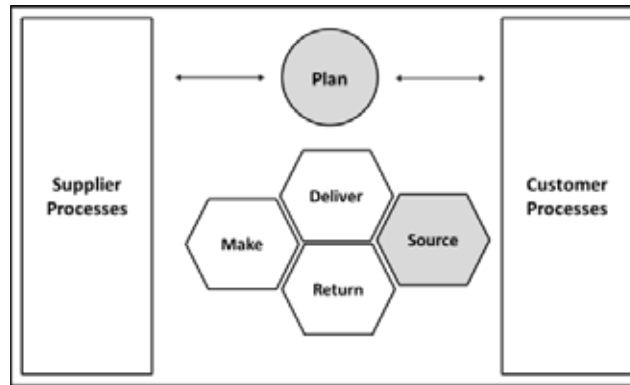 Plan
Supplier
Processes
Customer
Processes
Deliver
Make
Source
Return